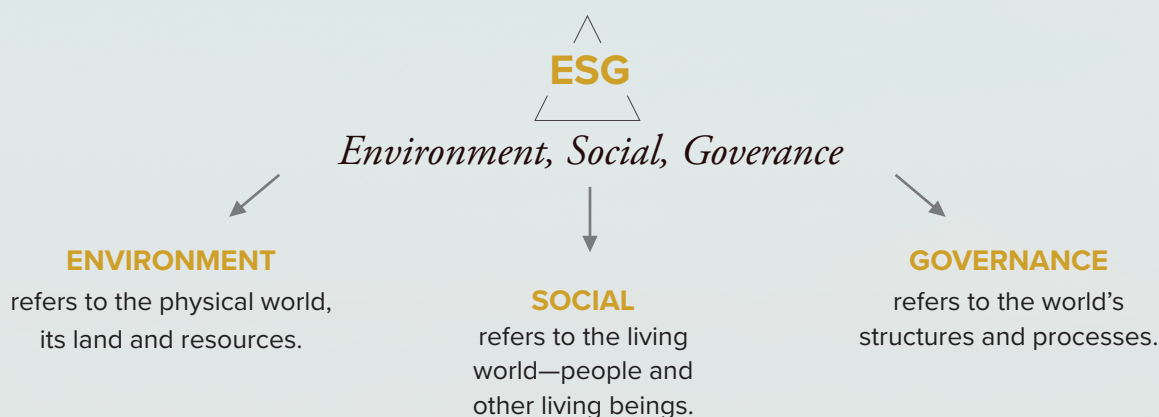 ESG
Environment, Social, Goverance
ENVIRONMENT
refers to the physical world,
its land and resources.
SOCIAL
refers to the living
world—people and
other living beings.
GOVERNANCE
refers to the world’s
structures and processes.